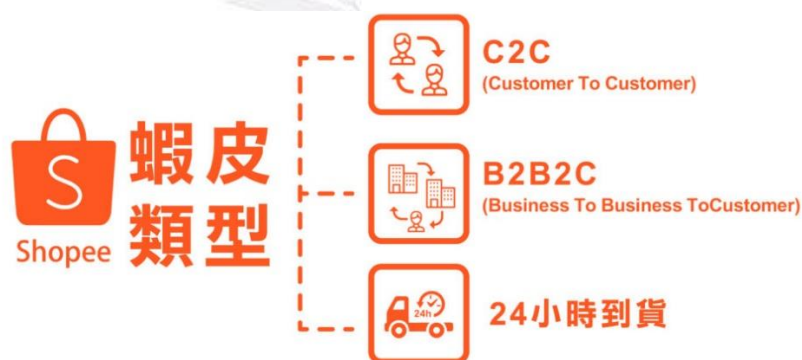 S
Shopee
蝦皮
類型
C2C
(Customer To Customer)
B2B2C
(Business To Business ToCustomer)
24h
24小時到貨